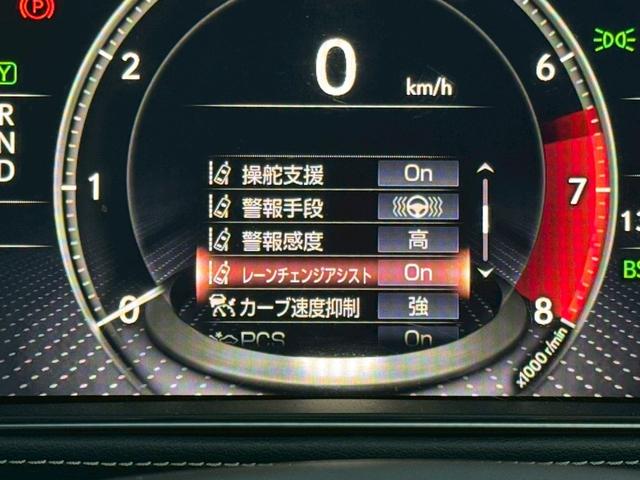 P
0
km/h
Y
R
N
D
0
1
2
6
7
8
x1000 r/min
操舵支援 On
警報手段
警報感度 高
レーンチェンジアシスト On
カーブ速度抑制 強
PCS On